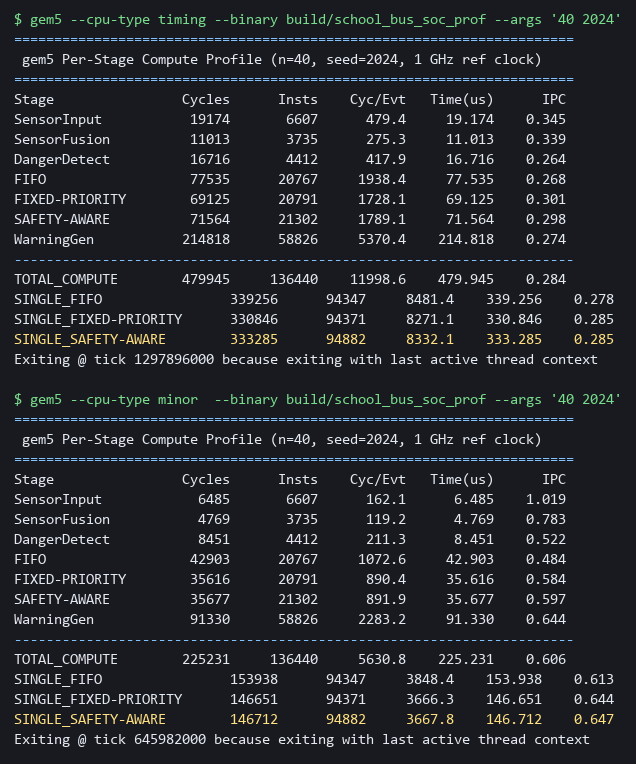 $ gem5 --cpu-type timing --binary build/school_bus_soc_prof --args '40 2024'
======================================================================
 gem5 Per-Stage Compute Profile (n=40, seed=2024, 1 GHz ref clock)
======================================================================
Stage                Cycles      Insts    Cyc/Evt   Time(us)      IPC
SensorInput           19174       6607      479.4     19.174    0.345
SensorFusion          11013       3735      275.3     11.013    0.339
DangerDetect          16716       4412      417.9     16.716    0.264
FIFO                  77535      20767     1938.4     77.535    0.268
FIXED-PRIORITY        69125      20791     1728.1     69.125    0.301
SAFETY-AWARE          71564      21302     1789.1     71.564    0.298
WarningGen           214818      58826     5370.4    214.818    0.274
----------------------------------------------------------------------
TOTAL_COMPUTE        479945     136440    11998.6    479.945    0.284
SINGLE_FIFO                339256      94347     8481.4    339.256    0.278
SINGLE_FIXED-PRIORITY      330846      94371     8271.1    330.846    0.285
SINGLE_SAFETY-AWARE        333285      94882     8332.1    333.285    0.285
Exiting @ tick 1297896000 because exiting with last active thread context
$ gem5 --cpu-type minor  --binary build/school_bus_soc_prof --args '40 2024'
======================================================================
 gem5 Per-Stage Compute Profile (n=40, seed=2024, 1 GHz ref clock)
======================================================================
Stage                Cycles      Insts    Cyc/Evt   Time(us)      IPC
SensorInput            6485       6607      162.1      6.485    1.019
SensorFusion           4769       3735      119.2      4.769    0.783
DangerDetect           8451       4412      211.3      8.451    0.522
FIFO                  42903      20767     1072.6     42.903    0.484
FIXED-PRIORITY        35616      20791      890.4     35.616    0.584
SAFETY-AWARE          35677      21302      891.9     35.677    0.597
WarningGen            91330      58826     2283.2     91.330    0.644
----------------------------------------------------------------------
TOTAL_COMPUTE        225231     136440     5630.8    225.231    0.606
SINGLE_FIFO                153938      94347     3848.4    153.938    0.613
SINGLE_FIXED-PRIORITY      146651      94371     3666.3    146.651    0.644
SINGLE_SAFETY-AWARE        146712      94882     3667.8    146.712    0.647
Exiting @ tick 645982000 because exiting with last active thread context